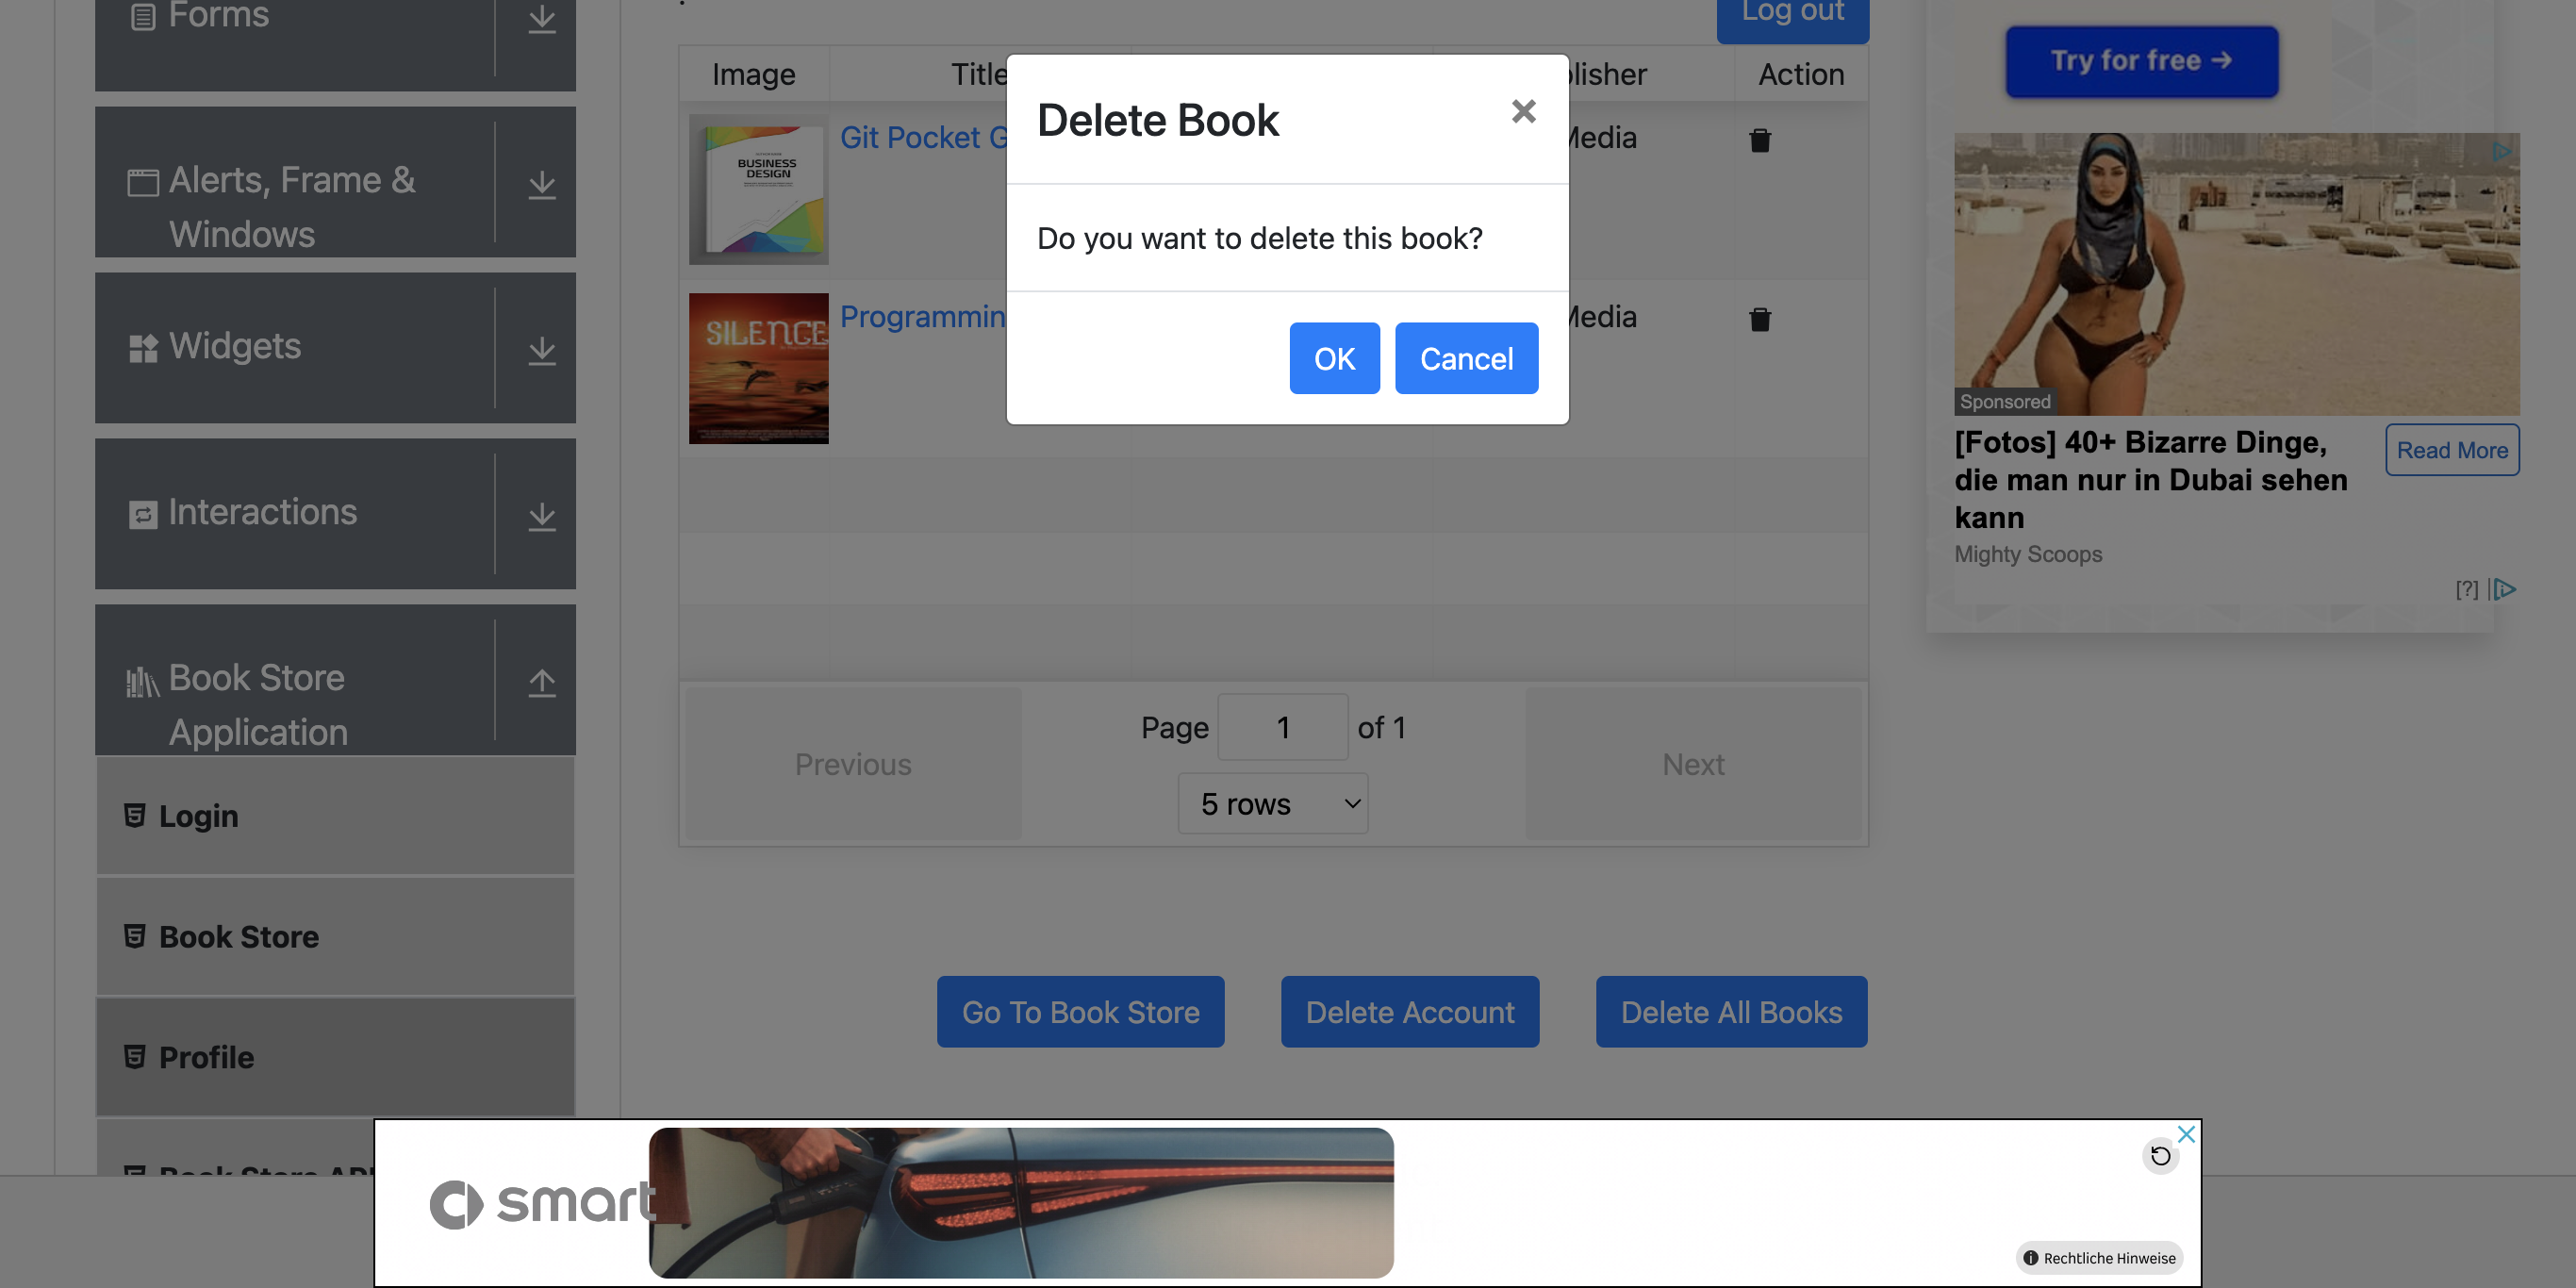 Forms
Alerts, Frame &
Windows
Widgets
Interactions
Book Store
Application
Login
Book Store
Profile
Log out
Image
Title
Action
Git Pocket
BUSINESS
DESIGN
Media
SILENCE
Media
Delete Book
×
Do you want to delete this book?
OK
Cancel
Previous
Page 1 of 1
5 rows
Next
Go To Book Store
Delete Account
Delete All Books
Try for free →
Sponsored
[Fotos] 40+ Bizarre Dinge,
die man nur in Dubai sehen
kann
Read More
Mighty Scoops
[?]
smart
Rechtliche Hinweise